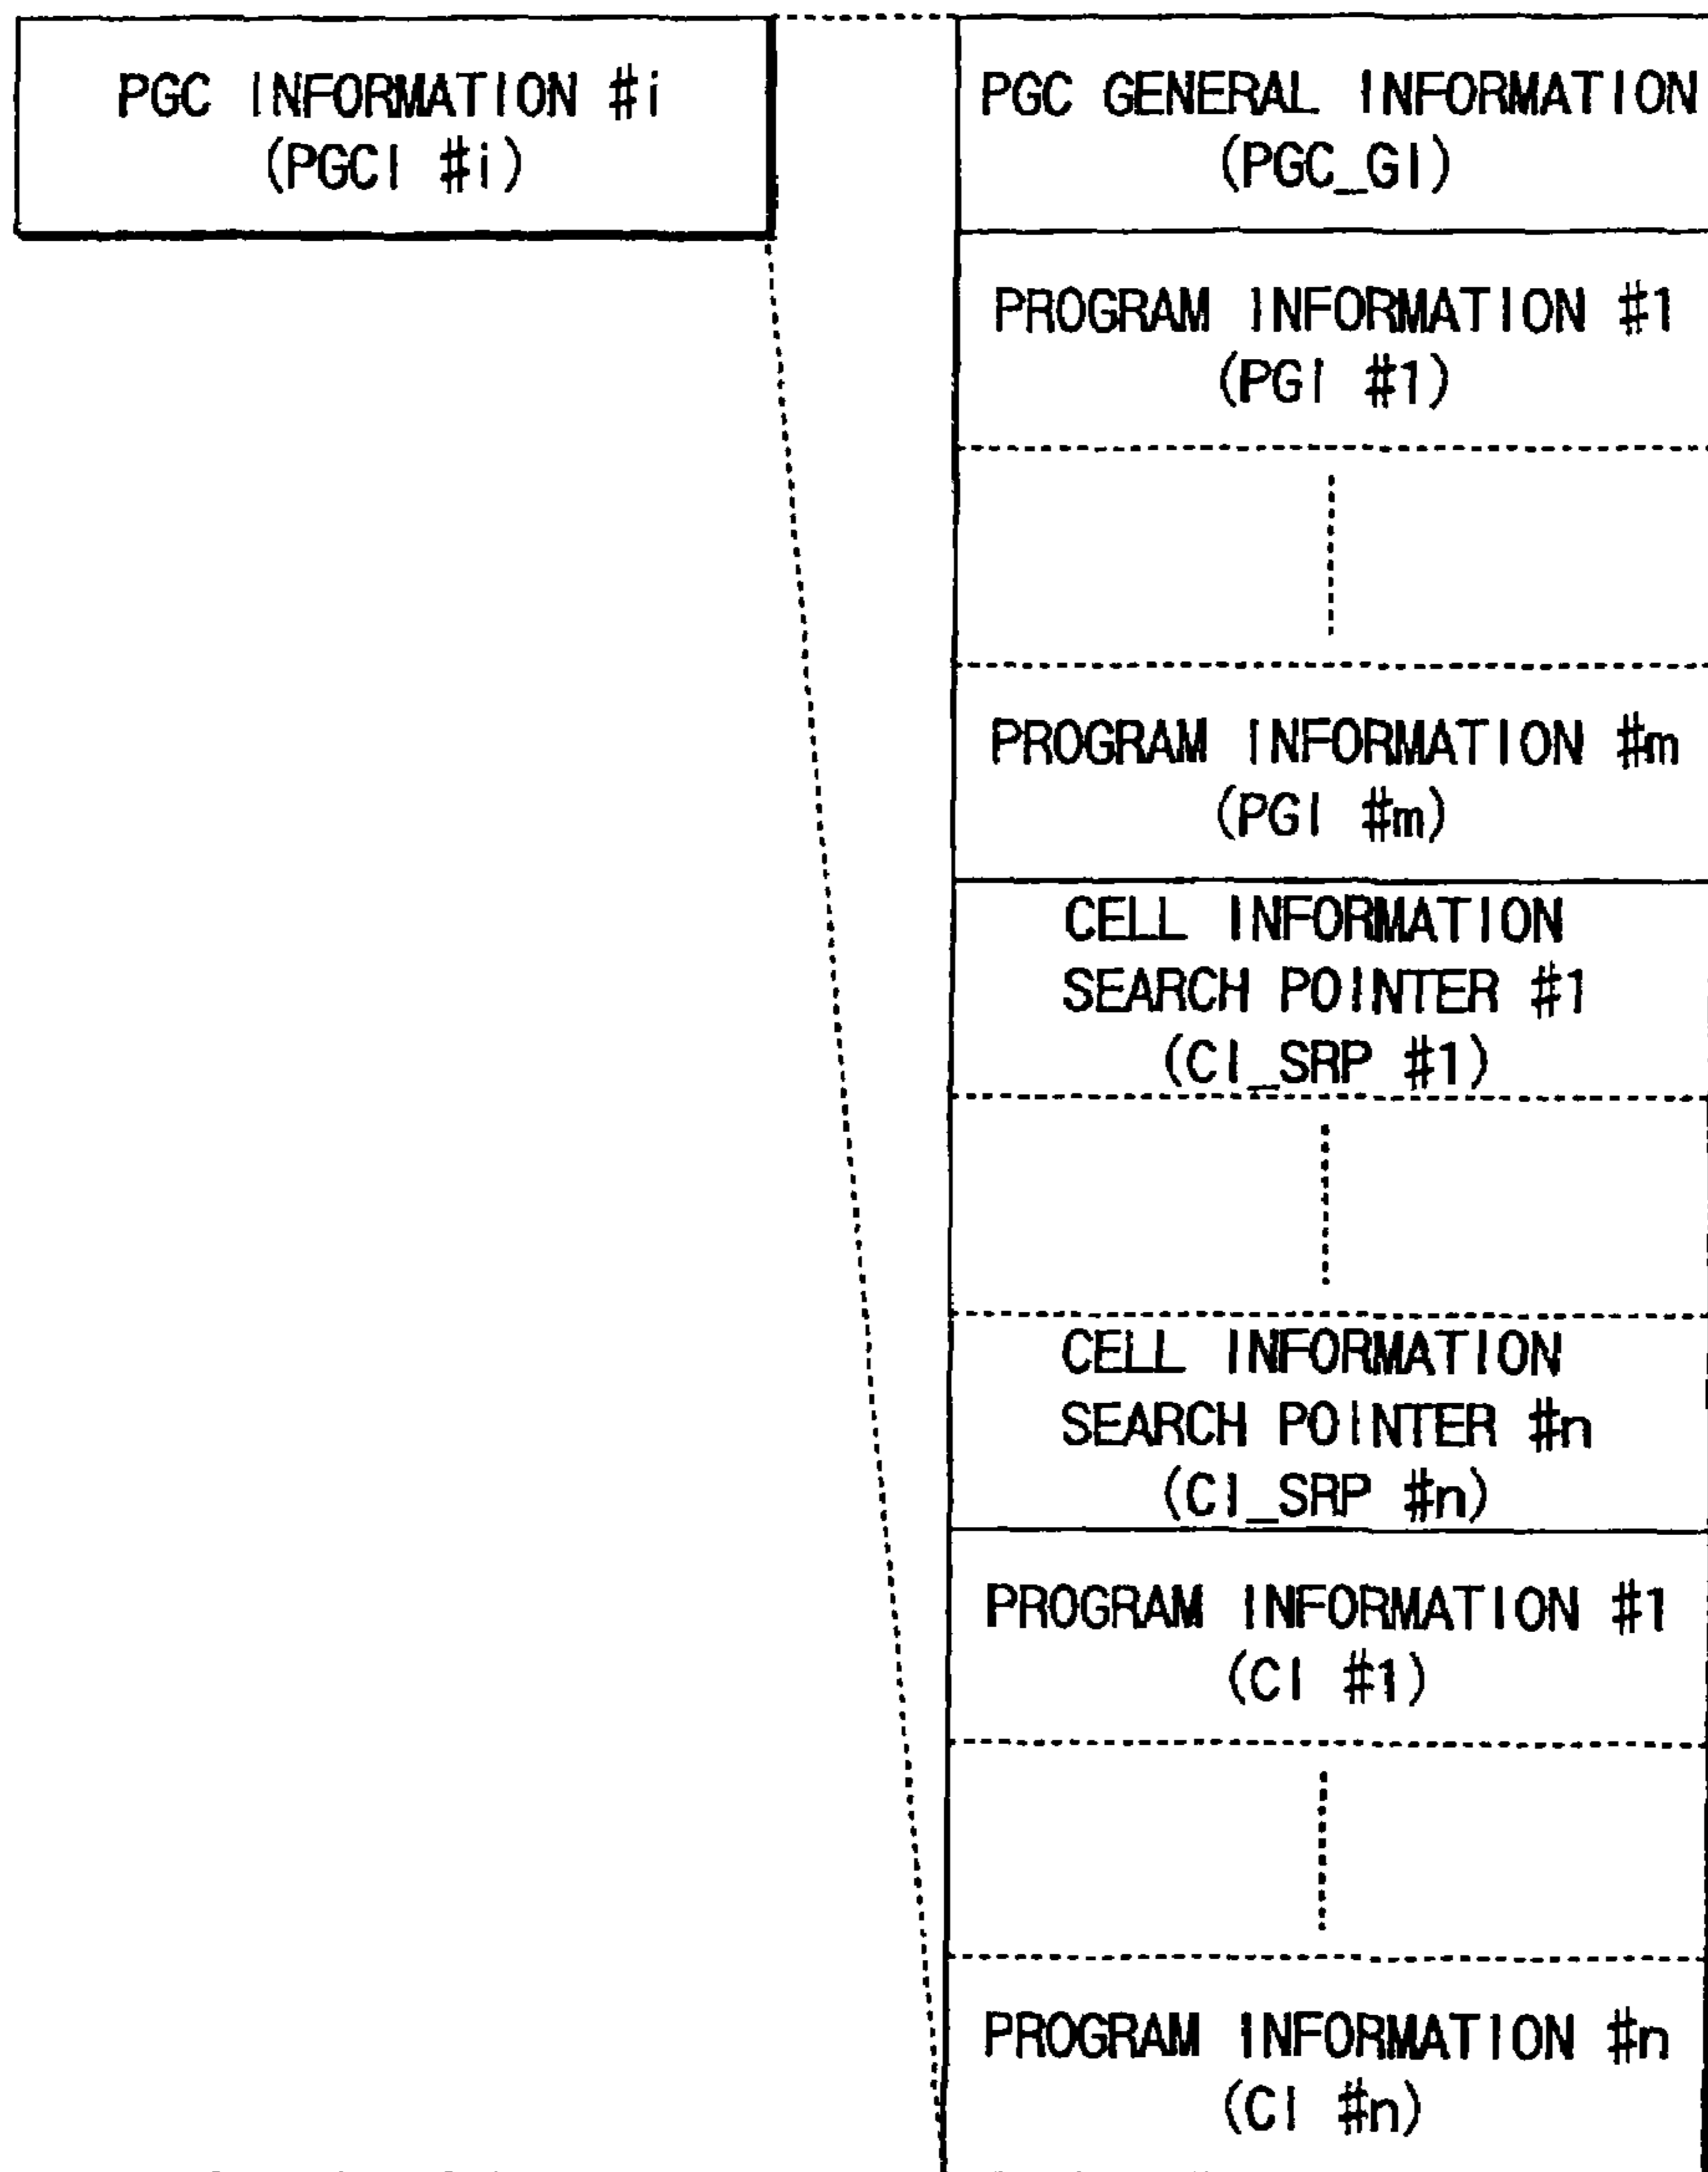 PGC INFORMATION #i
(PGCI #i)
PGC GENERAL INFORMATION
(PGC_GI)
PROGRAM INFORMATION #1
(PGI #1)
PROGRAM INFORMATION #m
(PGI #m)
CELL INFORMATION
SEARCH POINTER #1
(CI_SRP #1)
CELL INFORMATION
SEARCH POINTER #n
(CI_SRP #n)
PROGRAM INFORMATION #1
(CI #1)
PROGRAM INFORMATION #n
(CI #n)